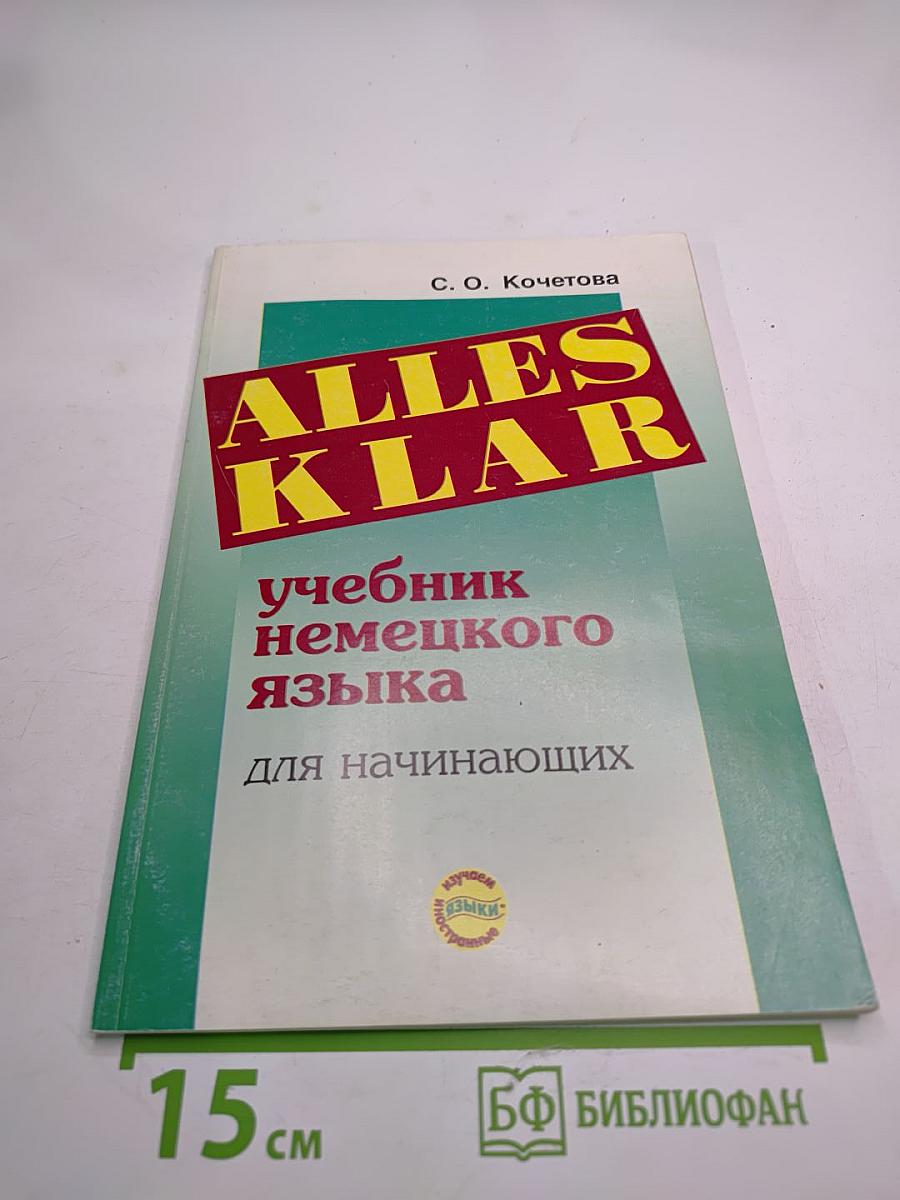 С. О. Кочетова
ALLES
KLAR
учебник
немецкого
языка
для начинающих
изучаем
иностранные
языки
15 см
БФ БИБЛИОФАН